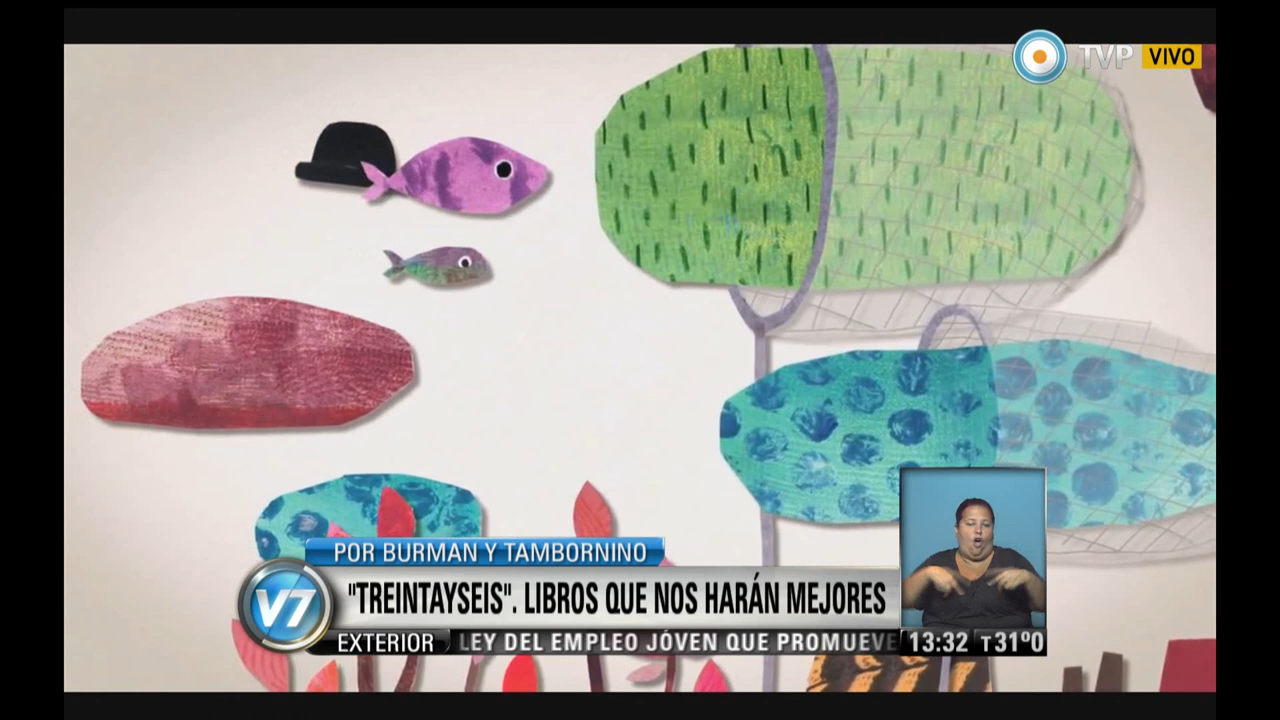 TVP VIVO
POR BURMAN Y TAMBORNINO
"TREINTAYSEIS". LIBROS QUE NOS HARÁN MEJORES
V7
EXTERIOR LEY DEL EMPLEO JÓVEN QUE PROMUEVE 13:32 T31º0